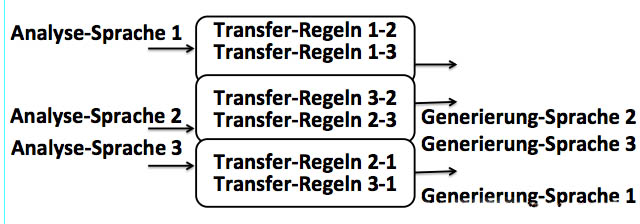 Analyse-Sprache 1
Transfer-Regeln 1-2
Transfer-Regeln 1-3
Analyse-Sprache 2
Analyse-Sprache 3
Transfer-Regeln 3-2
Transfer-Regeln 2-3
Transfer-Regeln 2-1
Transfer-Regeln 3-1
Generierung-Sprache 2
Generierung-Sprache 3
Generierung-Sprache 1